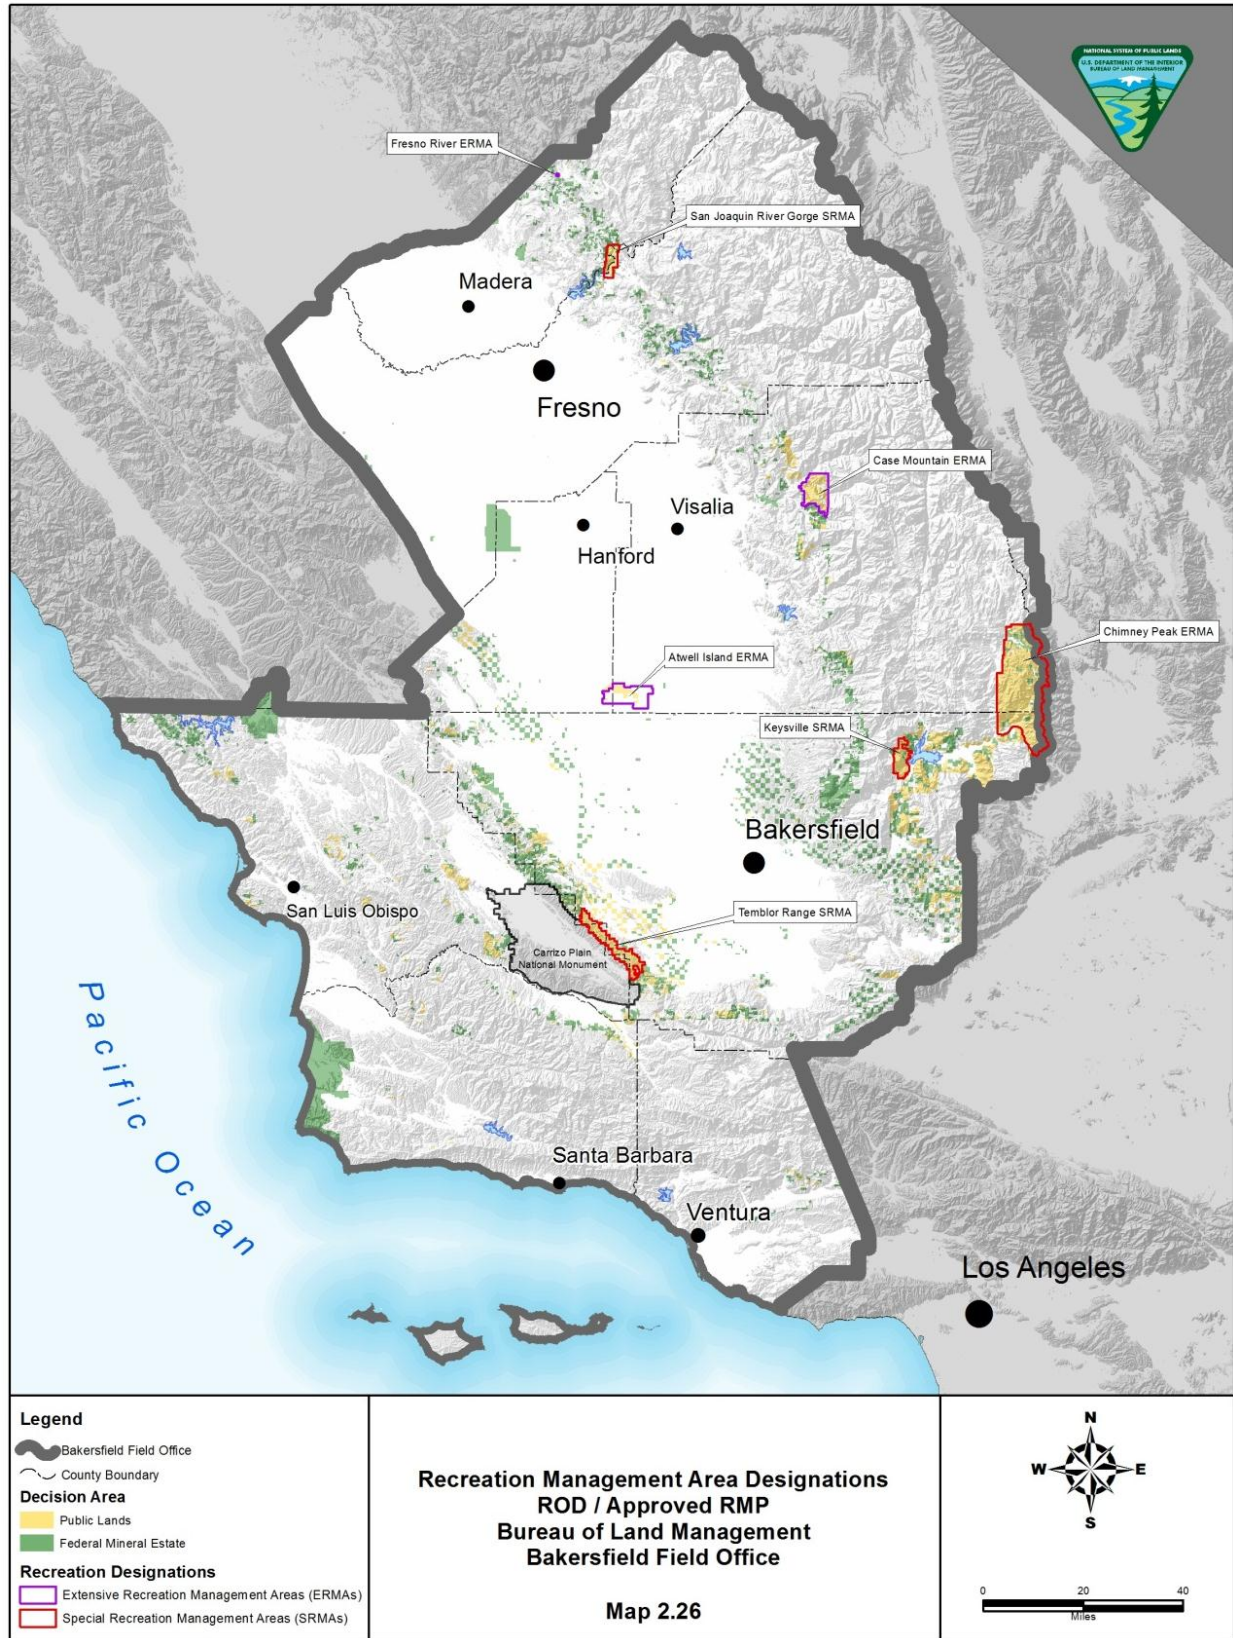 NATIONAL SYSTEM OF PUBLIC LANDS
U.S. DEPARTMENT OF THE INTERIOR
BUREAU OF LAND MANAGEMENT
Fresno River ERMA
San Joaquin River Gorge SRMA
Madera
Fresno
Case Mountain ERMA
Visalia
Hanford
Chimney Peak ERMA
Atwell Island ERMA
Keysville SRMA
Bakersfield
San Luis Obispo
Temblor Range SRMA
Carrizo Plain
National Monument
Pacific Ocean
Santa Barbara
Ventura
Los Angeles
Legend
Bakersfield Field Office
County Boundary
Decision Area
Public Lands
Federal Mineral Estate
Recreation Designations
Extensive Recreation Management Areas (ERMAs)
Special Recreation Management Areas (SRMAs)
Recreation Management Area Designations
ROD / Approved RMP
Bureau of Land Management
Bakersfield Field Office
Map 2.26
N
W E
S
0 20 40
Miles